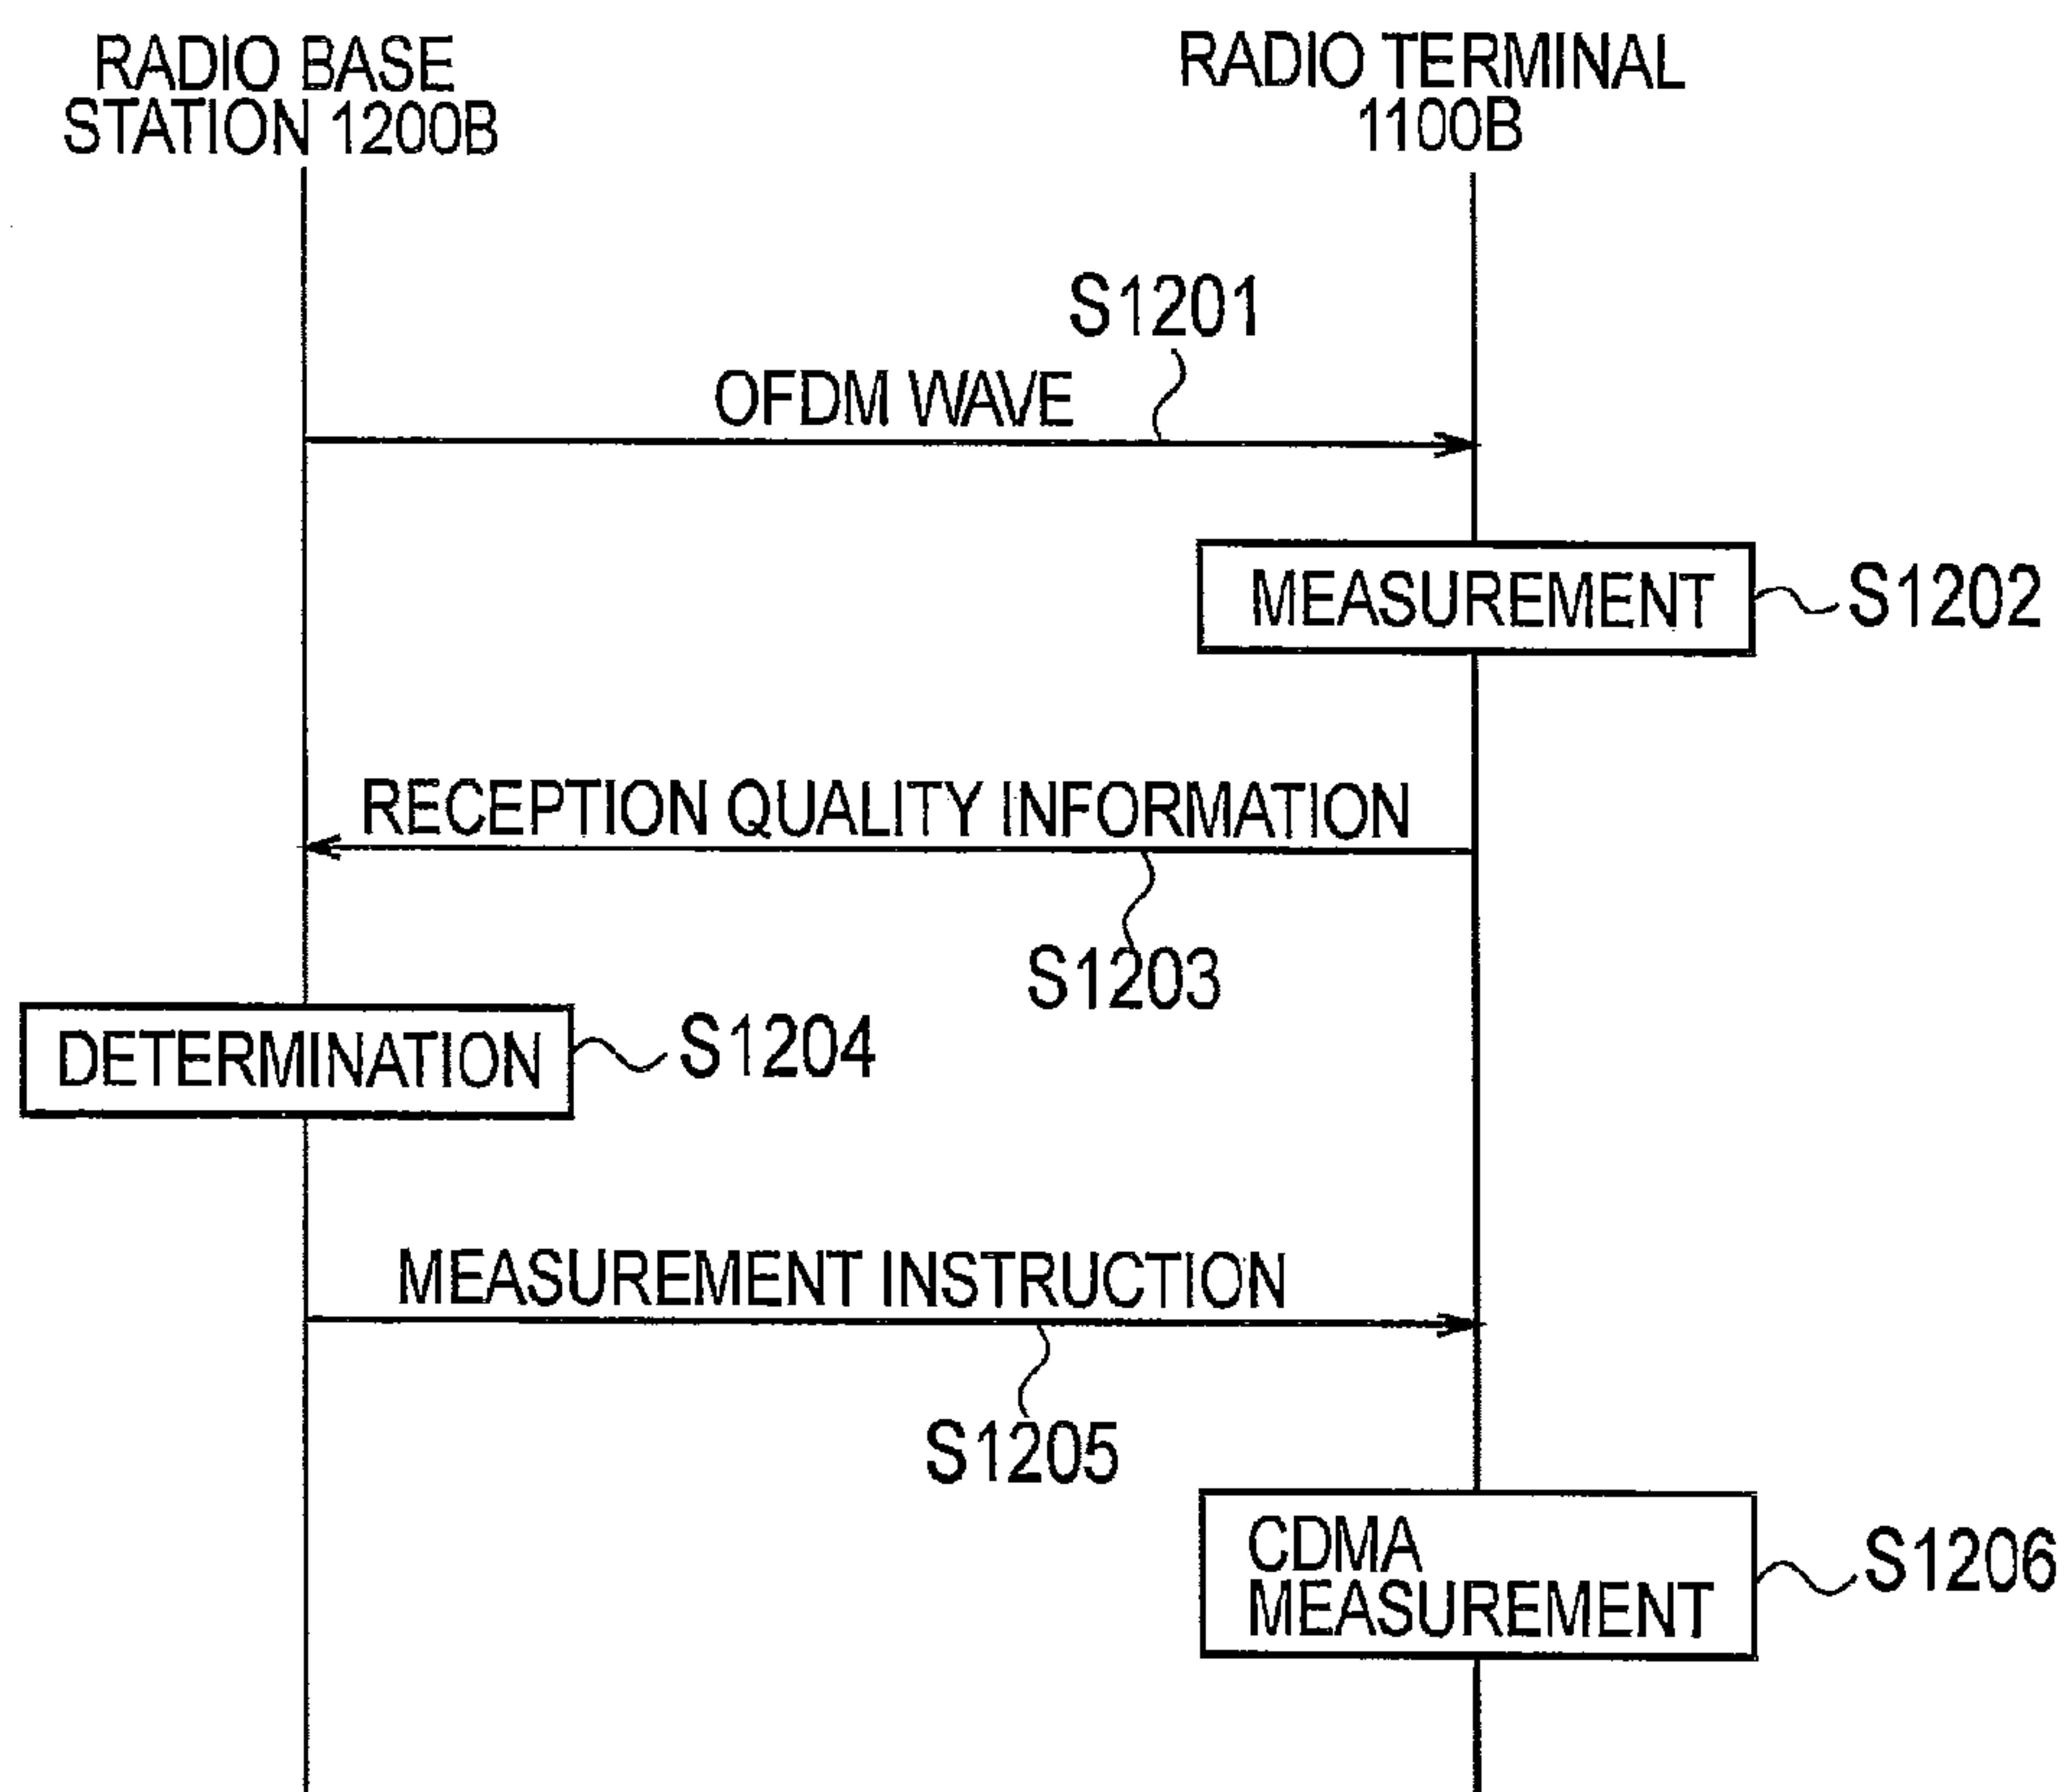 RADIO BASE
STATION 1200B
RADIO TERMINAL
1100B
S1201
OFDM WAVE
MEASUREMENT
S1202
RECEPTION QUALITY INFORMATION
S1203
DETERMINATION
S1204
MEASUREMENT INSTRUCTION
S1205
CDMA
MEASUREMENT
S1206